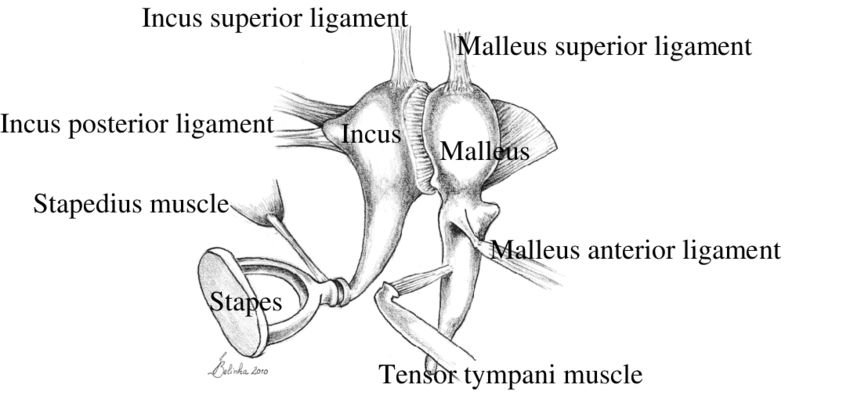 Incus superior ligament
Malleus superior ligament
Incus posterior ligament
Incus
Malleus
Stapedius muscle
Malleus anterior ligament
Stapes
Belinha 2010
Tensor tympani muscle